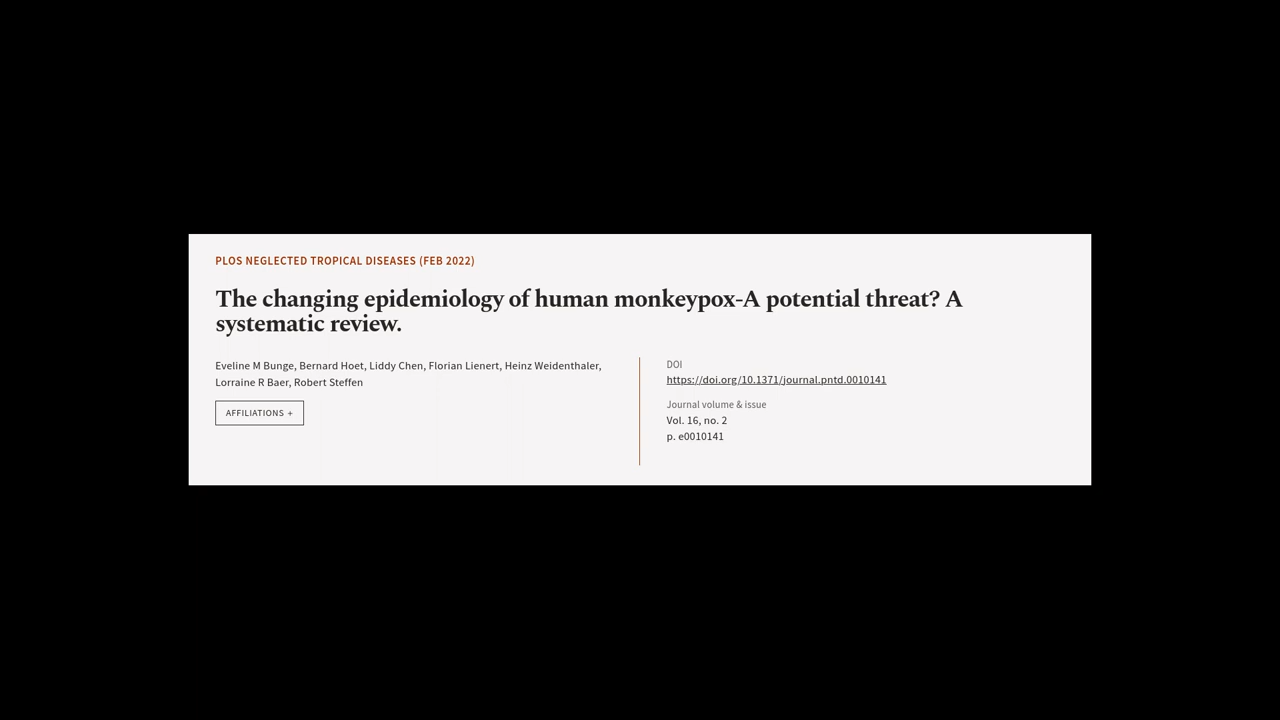 PLOS NEGLECTED TROPICAL DISEASES (FEB 2022)
The changing epidemiology of human monkeypox-A potential threat? A
systematic review.
Eveline M Bunge, Bernard Hoet, Liddy Chen, Florian Lienert, Heinz Weidenthaler,
Lorraine R Baer, Robert Steffen
AFFILIATIONS +
DOI
https://doi.org/10.1371/journal.pntd.0010141
Journal volume & issue
Vol. 16, no. 2
p. e0010141